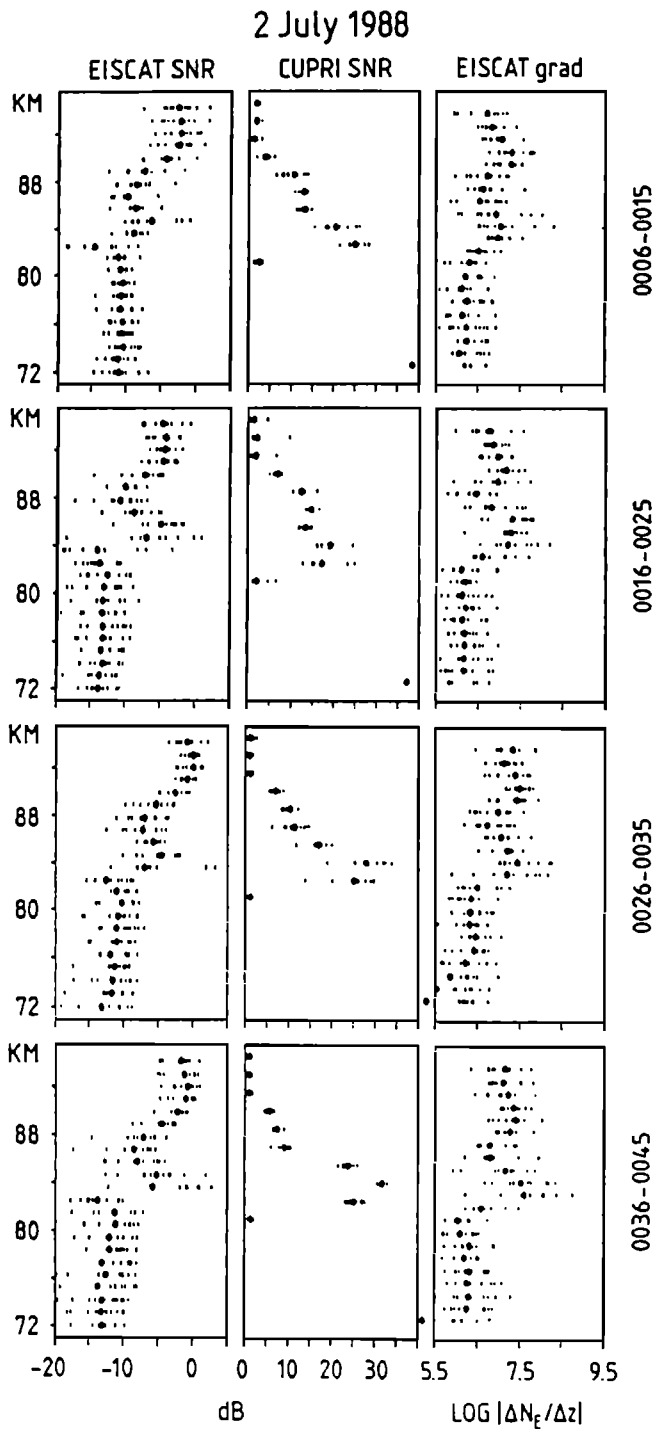 2 July 1988
EISCAT SNR CUPRI SNR EISCAT grad
KM
88
80
72
0006-0015
KM
88
80
72
0016-0025
KM
88
80
72
0026-0035
KM
88
80
72
0036-0045
-20 -10 0 0 10 20 30 5.5 7.5 9.5
dB LOG |ΔN_E/Δz|